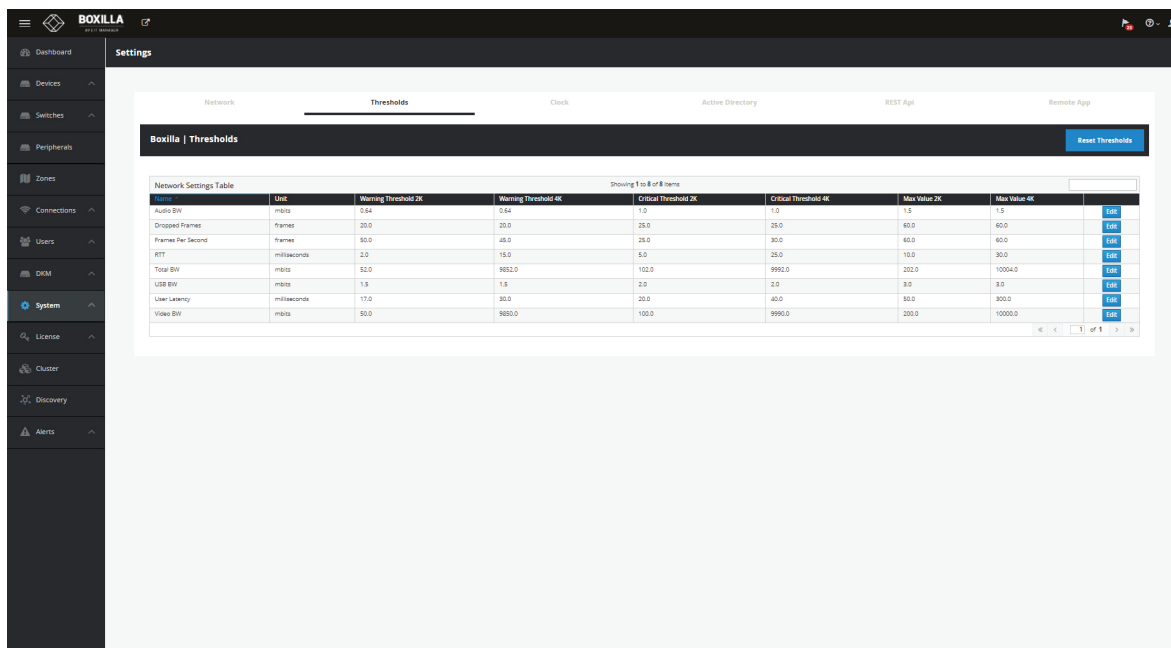 BOXILLA
Dashboard
Settings
Devices
Switches
Peripherals
Zones
Connections
Users
DKM
System
License
Cluster
Discovery
Alerts
Network Thresholds Clock Active Directory REST Api Remote App
Boxilla | Thresholds Reset Thresholds
Network Settings Table Showing 1 to 8 of 8 Items
Name Unit Warning Threshold 2K Warning Threshold 4K Critical Threshold 2K Critical Threshold 4K Max Value 2K Max Value 4K
Audio BW mbits 0.64 0.64 1.0 1.0 1.5 1.5 Edit
Dropped Frames frames 20.0 20.0 25.0 25.0 60.0 60.0 Edit
Frames Per Second frames 50.0 45.0 25.0 30.0 60.0 60.0 Edit
RTT milliseconds 2.0 15.0 5.0 25.0 10.0 30.0 Edit
Total BW mbits 52.0 9852.0 102.0 9992.0 202.0 10004.0 Edit
USB BW mbits 1.5 1.5 2.0 2.0 3.0 3.0 Edit
User Latency milliseconds 17.0 30.0 20.0 40.0 50.0 300.0 Edit
Video BW mbits 50.0 9850.0 100.0 9990.0 200.0 10000.0 Edit
« < 1 of 1 > »